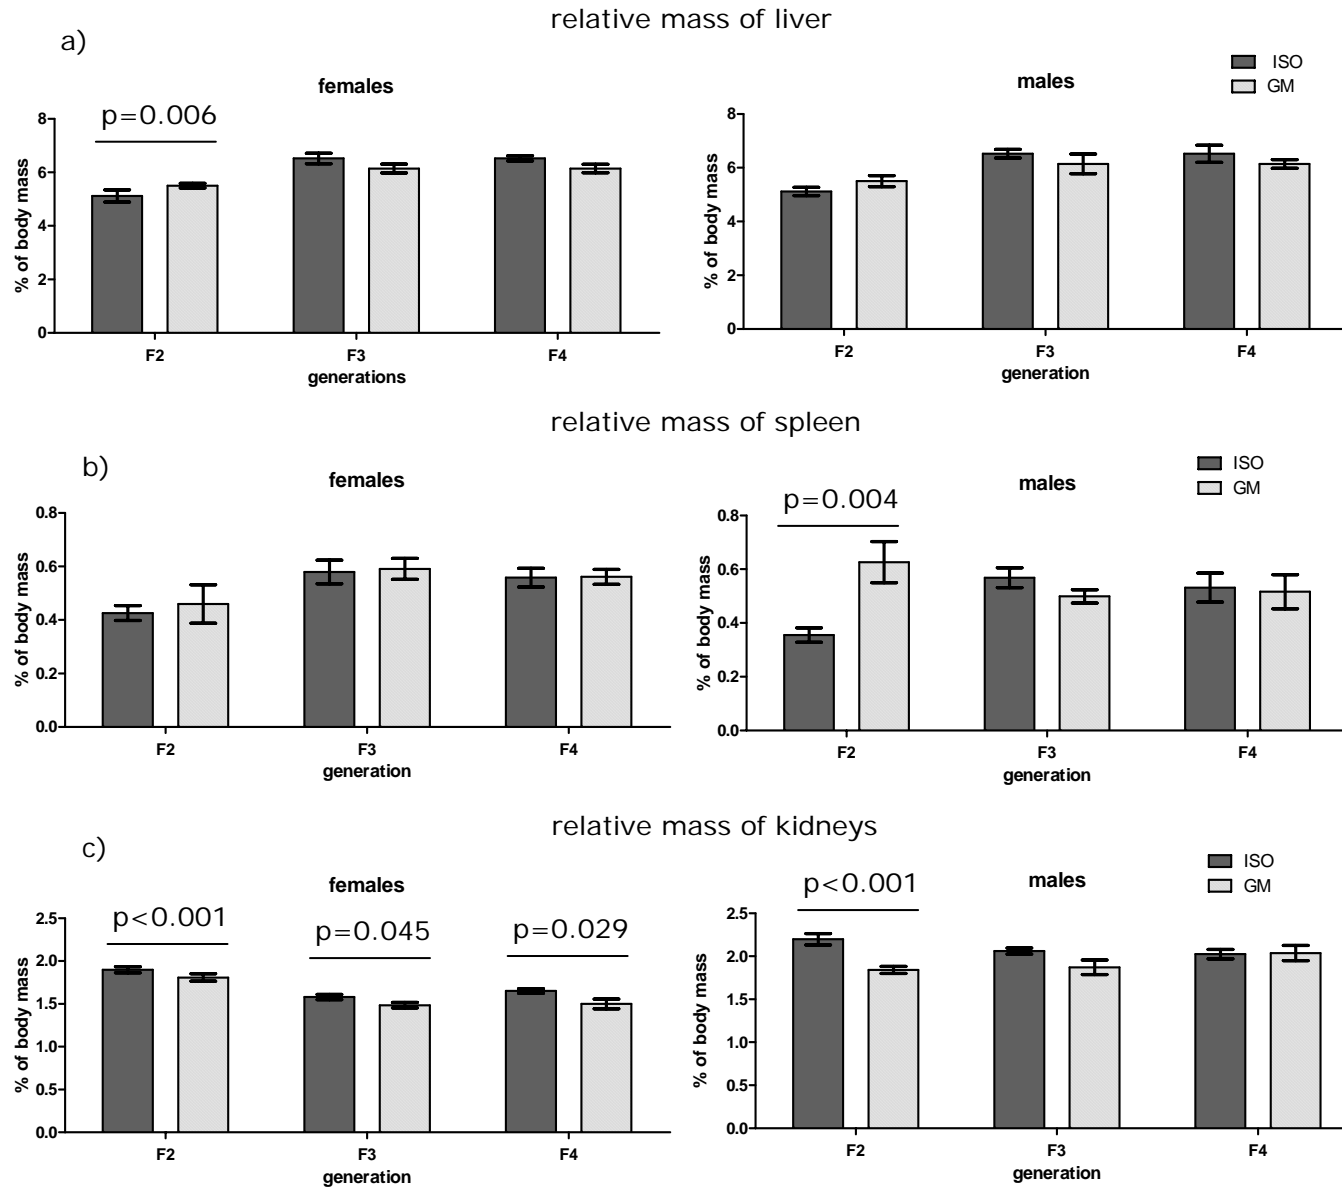 relative mass of liver
a)
females
p=0.006
% of body mass
8
6
4
2
0
F2
F3
F4
generations
males
ISO
GM
% of body mass
8
6
4
2
0
F2
F3
F4
generation
relative mass of spleen
b)
females
% of body mass
0.8
0.6
0.4
0.2
0.0
F2
F3
F4
generation
males
ISO
GM
p=0.004
% of body mass
0.8
0.6
0.4
0.2
0.0
F2
F3
F4
generation
relative mass of kidneys
c)
females
p<0.001
p=0.045
p=0.029
% of body mass
2.5
2.0
1.5
1.0
0.5
0.0
F2
F3
F4
generation
males
ISO
GM
p<0.001
% of body mass
2.5
2.0
1.5
1.0
0.5
0.0
F2
F3
F4
generation